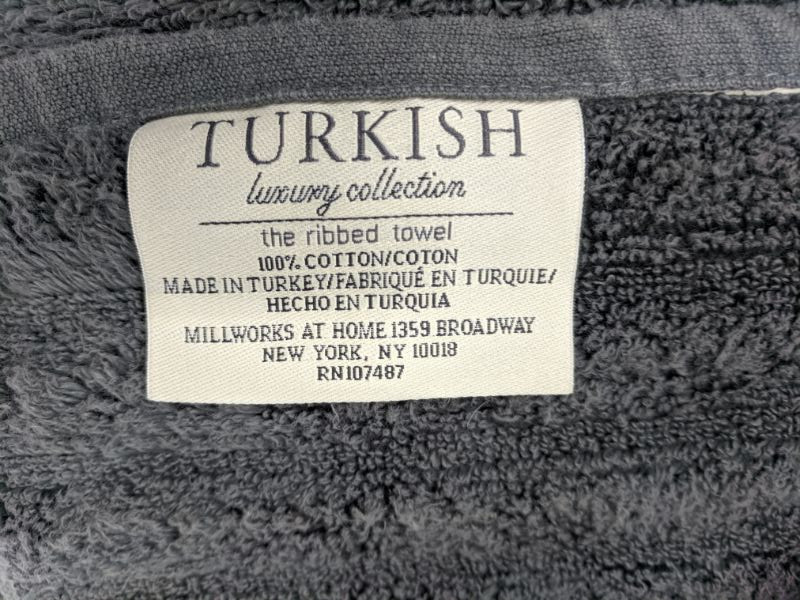 TURKISH
luxury collection
the ribbed towel
100% COTTON/COTON
MADE IN TURKEY/FABRIQUÉ EN TURQUIE/
HECHO EN TURQUIA
MILLWORKS AT HOME 1359 BROADWAY
NEW YORK, NY 10018
RN107487